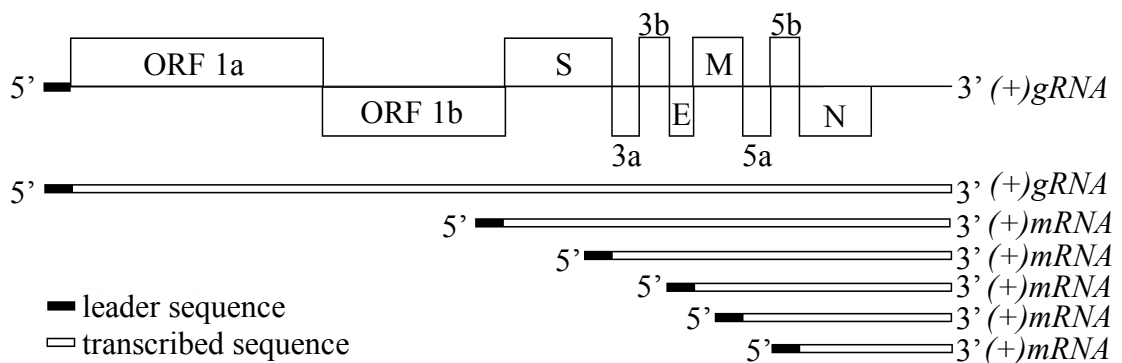 3b 5b
ORF 1a S M
5’ 3’ (+)gRNA
ORF 1b E N
3a 5a
5’ 3’ (+)gRNA
5’ 3’ (+)mRNA
5’ 3’ (+)mRNA
5’ 3’ (+)mRNA
leader sequence 5’ 3’ (+)mRNA
transcribed sequence 5’ 3’ (+)mRNA